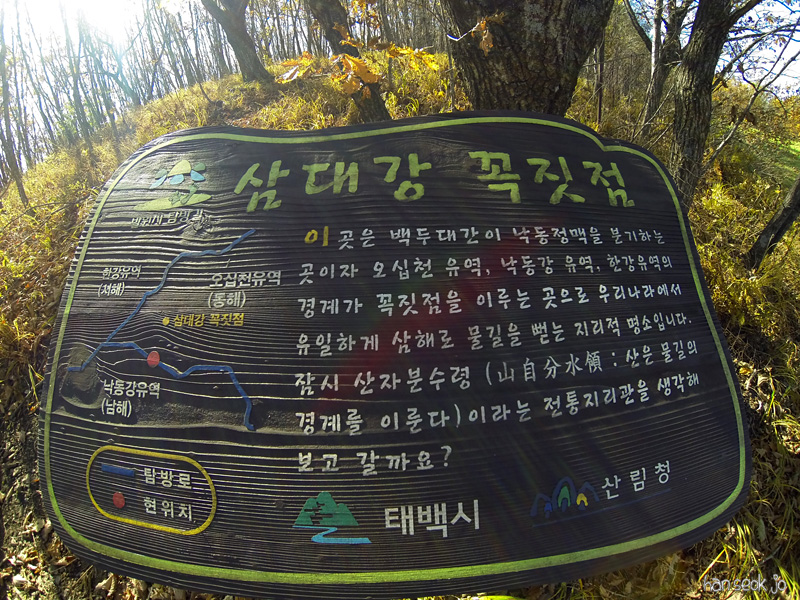 삼대강 꼭짓점
이곳은 백두대간이 낙동정맥을 분기하는
곳이자 오십천 유역, 낙동강 유역, 한강유역의
경계가 꼭짓점을 이루는 곳으로 우리나라에서
유일하게 삼해로 물길을 뻗는 지리적 명소입니다.
잠시 산자분수령 (山自分水領 : 산은 물길의
경계를 이룬다)이라는 전통지리관을 생각해
보고 갈까요?
한강유역
(서해)
오십천유역
(동해)
삼대강 꼭짓점
낙동강유역
(남해)
탐방로
현위치
태백시
산림청